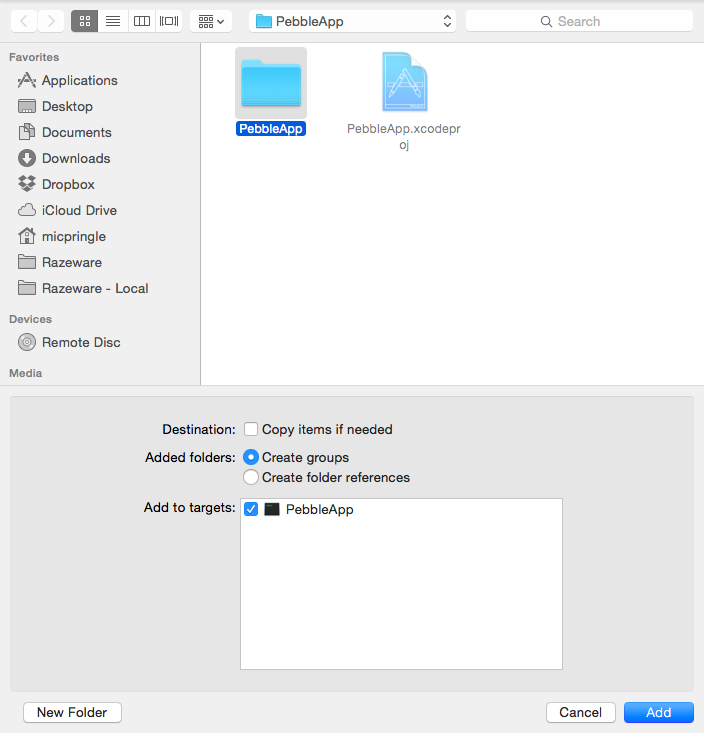 PebbleApp
Search
Favorites
Applications
Desktop
Documents
Downloads
Dropbox
iCloud Drive
micpringle
Razeware
Razeware - Local
Devices
Remote Disc
Media
PebbleApp
PebbleApp.xcodepr
oj
Destination: Copy items if needed
Added folders: Create groups
Create folder references
Add to targets: PebbleApp
New Folder
Cancel
Add